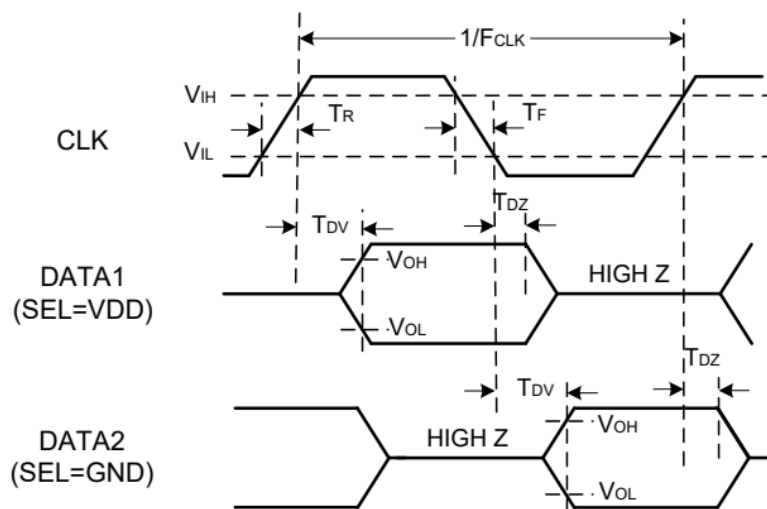 1/FCLK
VIH
TR
TF
CLK
VIL
TDZ
TDV
DATA1
(SEL=VDD)
VOH
HIGH Z
VOL
TDZ
TDV
DATA2
(SEL=GND)
HIGH Z
VOH
VOL